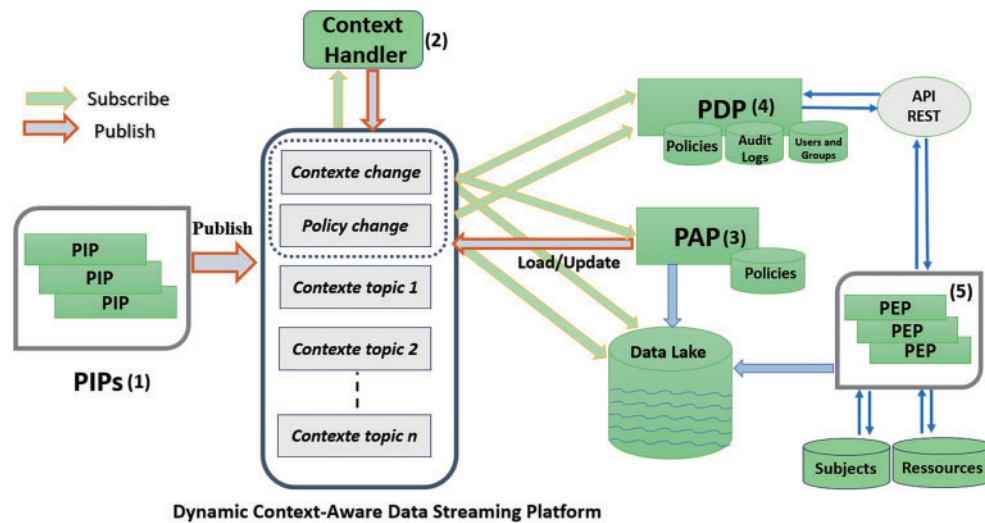 Context
Handler
(2)
Subscribe
Publish
PIP
PIP
PIP
PIPs (1)
Publish
Contexte change
Policy change
Contexte topic 1
Contexte topic 2
Contexte topic n
Dynamic Context-Aware Data Streaming Platform
PDP (4)
Policies
Audit
Logs
Users and
Groups
API
REST
PAP (3)
Policies
Load/Update
Data Lake
(5)
PEP
PEP
PEP
Subjects
Ressources